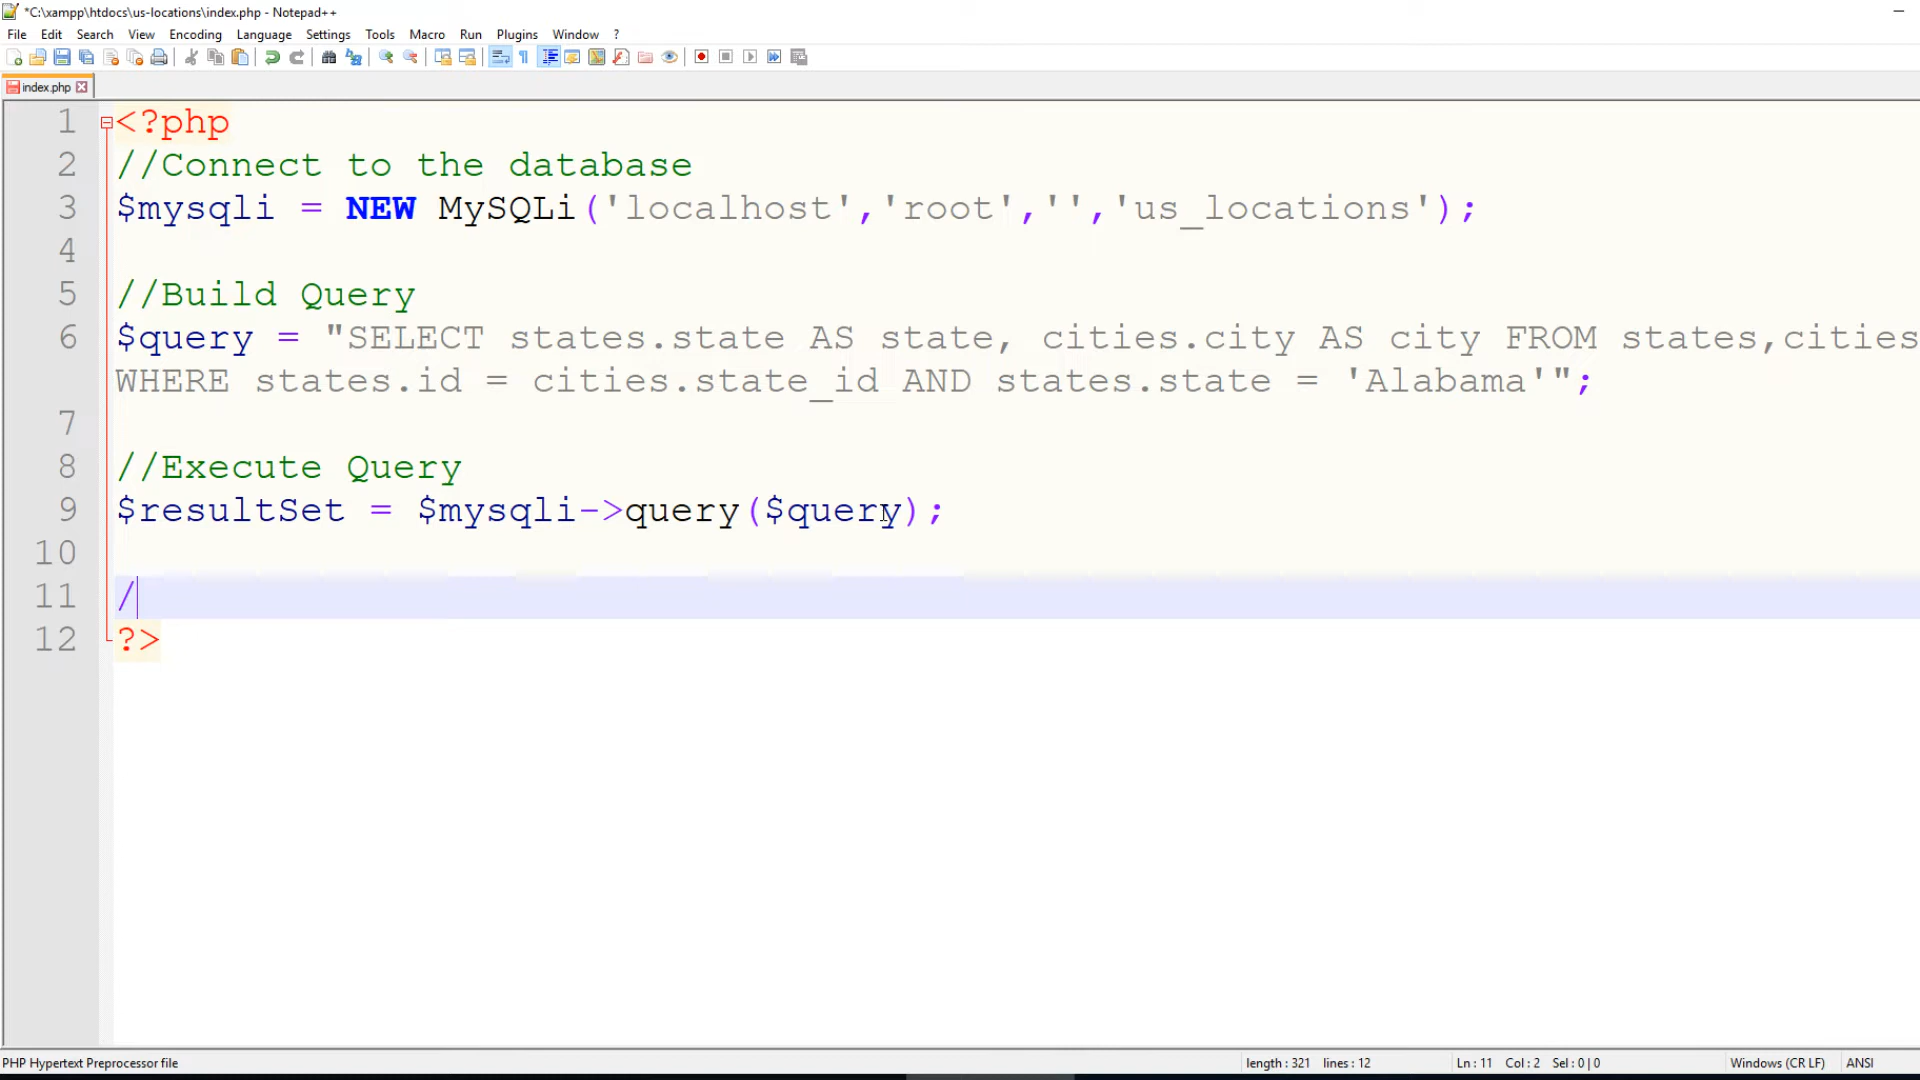 *C:\xampp\htdocs\us-locations\index.php - Notepad++
File Edit Search View Encoding Language Settings Tools Macro Run Plugins Window ?
index.php
1 <?php
2 //Connect to the database
3 $mysqli = NEW MySQLi('localhost','root','','us_locations');
4
5 //Build Query
6 $query = "SELECT states.state AS state, cities.city AS city FROM states,cities
WHERE states.id = cities.state_id AND states.state = 'Alabama'";
7
8 //Execute Query
9 $resultSet = $mysqli->query($query);
10
11 /
12 ?>
PHP Hypertext Preprocessor file length : 321 lines : 12 Ln : 11 Col : 2 Sel : 0 | 0 Windows (CR LF) ANSI